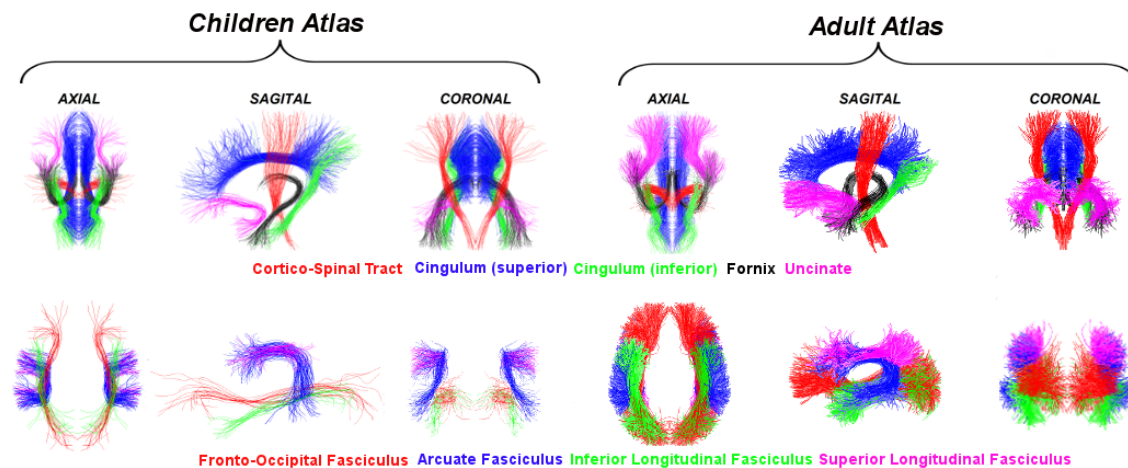 Children Atlas Adult Atlas
AXIAL SAGITAL CORONAL AXIAL SAGITAL CORONAL
Cortico-Spinal Tract Cingulum (superior) Cingulum (inferior) Fornix Uncinate
Fronto-Occipital Fasciculus Arcuate Fasciculus Inferior Longitudinal Fasciculus Superior Longitudinal Fasciculus